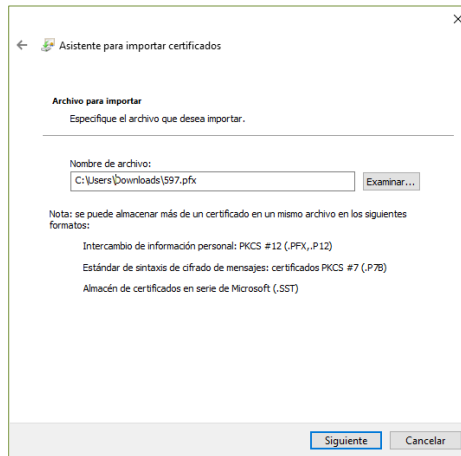 Asistente para importar certificados
Archivo para importar
Especifique el archivo que desea importar.
Nombre de archivo:
C:\Users\Downloads\597.pfx
Examinar...
Nota: se puede almacenar más de un certificado en un mismo archivo en los siguientes
formatos:
Intercambio de información personal: PKCS #12 (.PFX,.P12)
Estándar de sintaxis de cifrado de mensajes: certificados PKCS #7 (.P7B)
Almacén de certificados en serie de Microsoft (.SST)
Siguiente
Cancelar